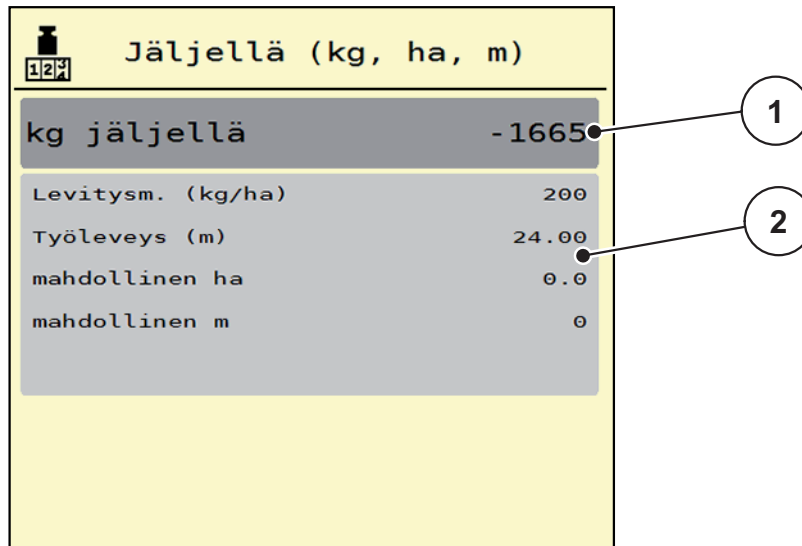 123 Jäljellä (kg, ha, m)
kg jäljellä -1665
1
Levitysm. (kg/ha) 200
Työleveys (m) 24.00
2
mahdollinen ha 0.0
mahdollinen m 0